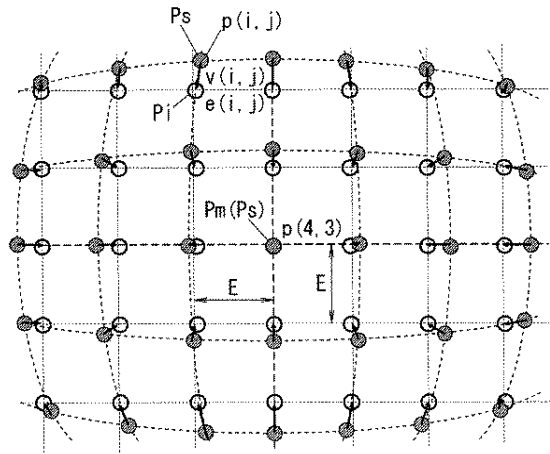 Ps
p(i, j)
v(i, j)
Pi
e(i, j)
Pm(Ps)
p(4, 3)
E
E